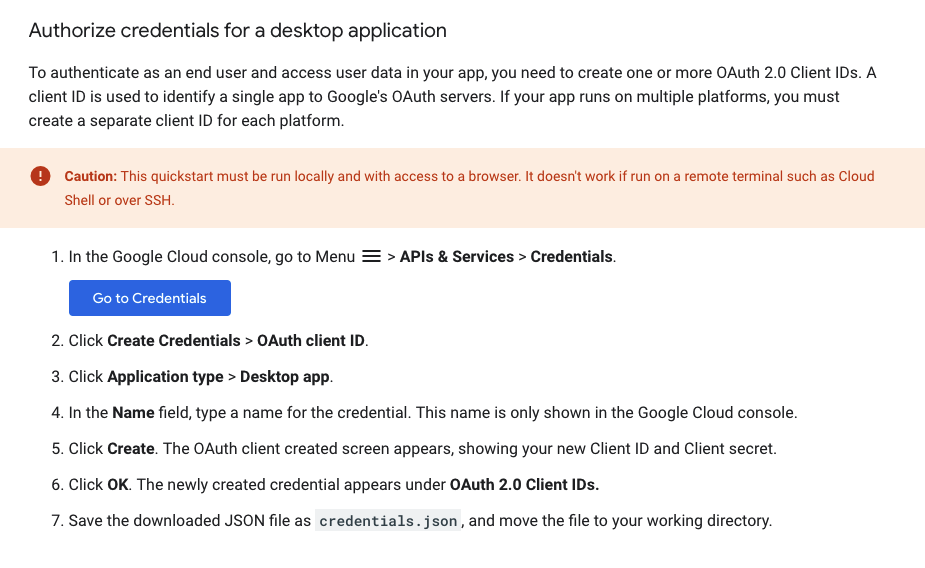 Authorize credentials for a desktop application
To authenticate as an end user and access user data in your app, you need to create one or more OAuth 2.0 Client IDs. A
client ID is used to identify a single app to Google's OAuth servers. If your app runs on multiple platforms, you must
create a separate client ID for each platform.
Caution: This quickstart must be run locally and with access to a browser. It doesn't work if run on a remote terminal such as Cloud
Shell or over SSH.
1. In the Google Cloud console, go to Menu > APIs & Services > Credentials.
Go to Credentials
2. Click Create Credentials > OAuth client ID.
3. Click Application type > Desktop app.
4. In the Name field, type a name for the credential. This name is only shown in the Google Cloud console.
5. Click Create. The OAuth client created screen appears, showing your new Client ID and Client secret.
6. Click OK. The newly created credential appears under OAuth 2.0 Client IDs.
7. Save the downloaded JSON file as credentials.json, and move the file to your working directory.